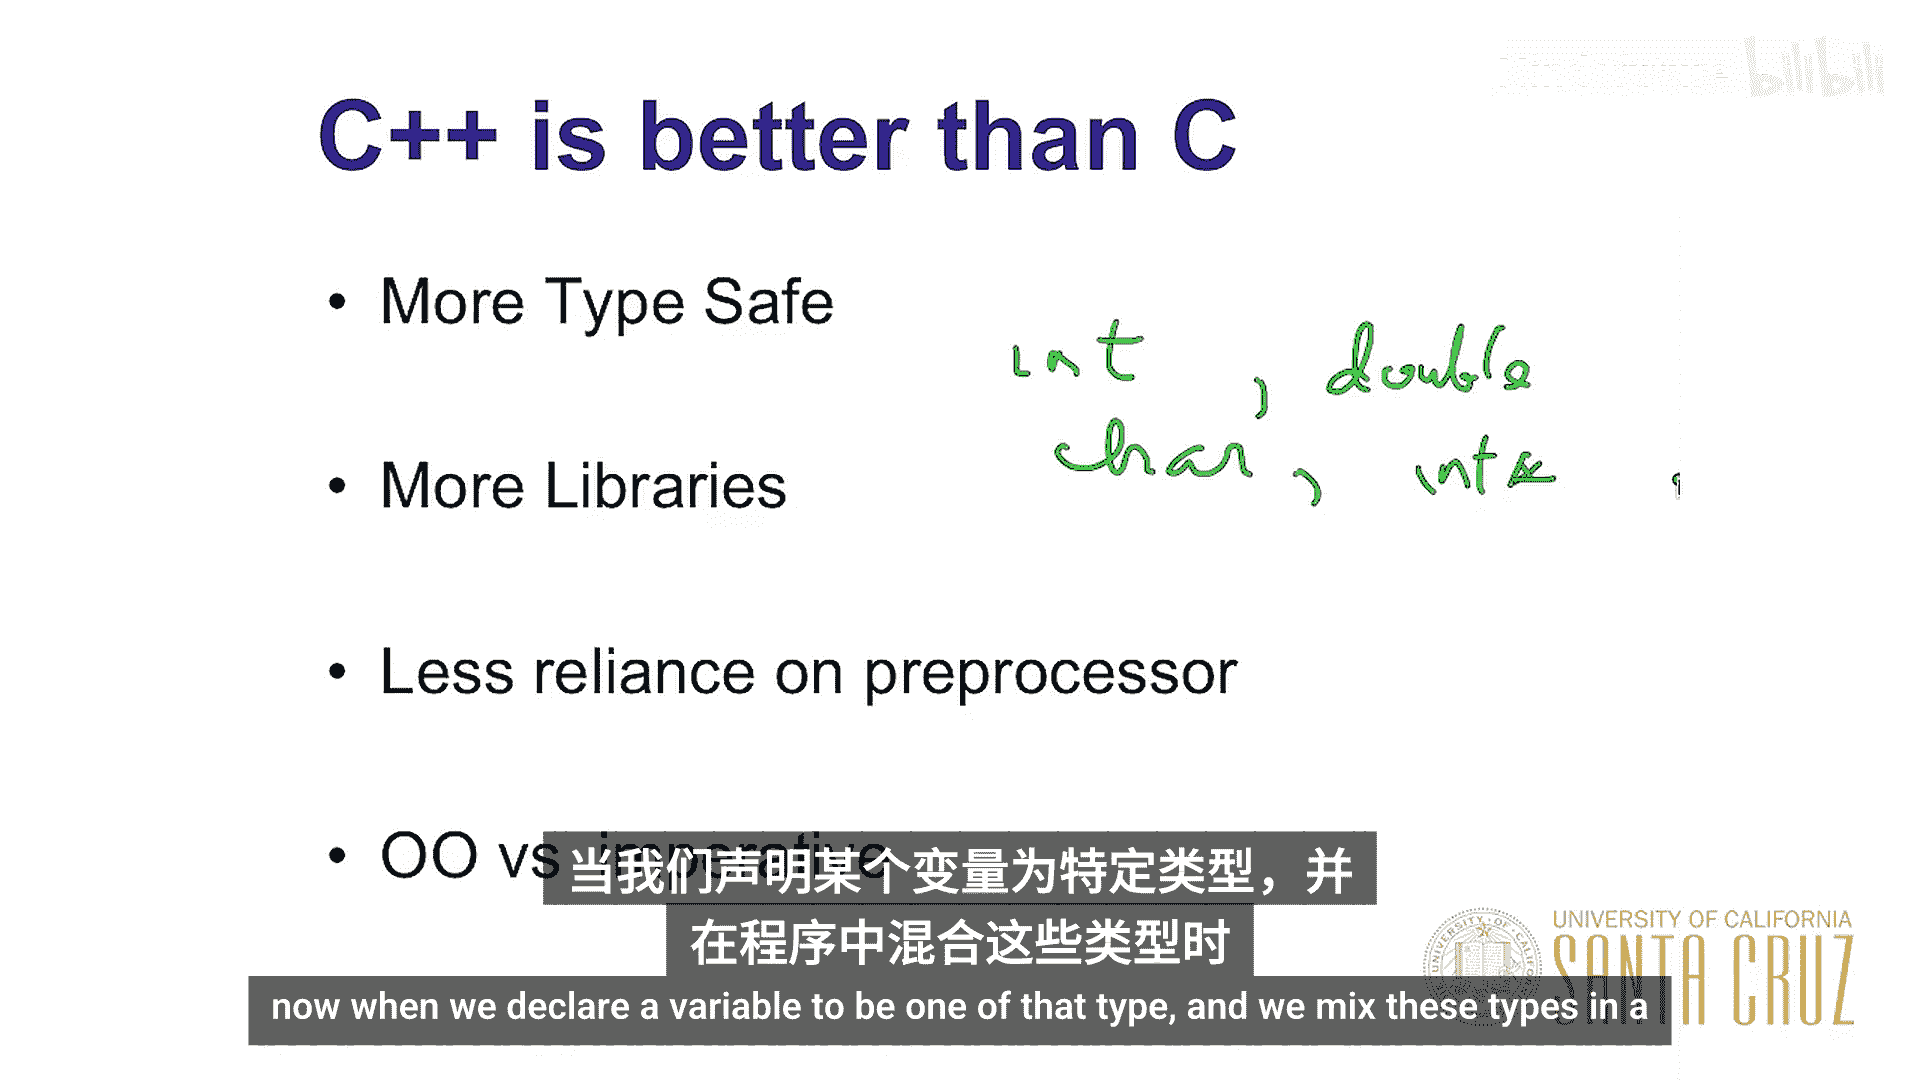 bilibili
C++ is better than C
• More Type Safe
int, double
char, int*
• More Libraries
• Less reliance on preprocessor
• OO vs imperative
当我们声明某个变量为特定类型，并
在程序中混合这些类型时
now when we declare a variable to be one of that type, and we mix these types in a
UNIVERSITY OF CALIFORNIA
SANTA CRUZ